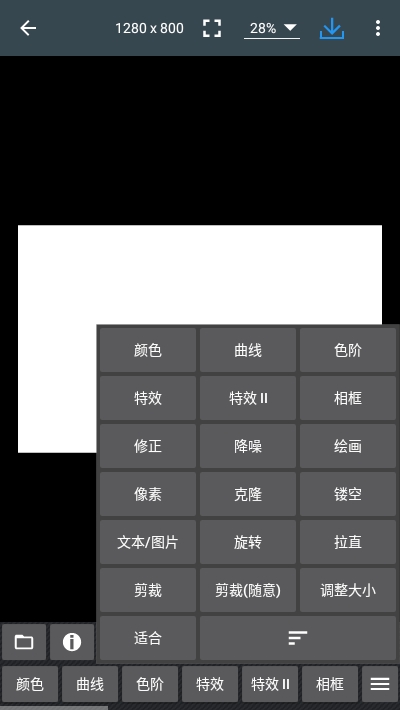 1280 x 800 28%
颜色 曲线 色阶
特效 特效 II 相框
修正 降噪 绘画
像素 克隆 镂空
文本/图片 旋转 拉直
剪裁 剪裁(随意) 调整大小
适合
颜色 曲线 色阶 特效 特效 II 相框